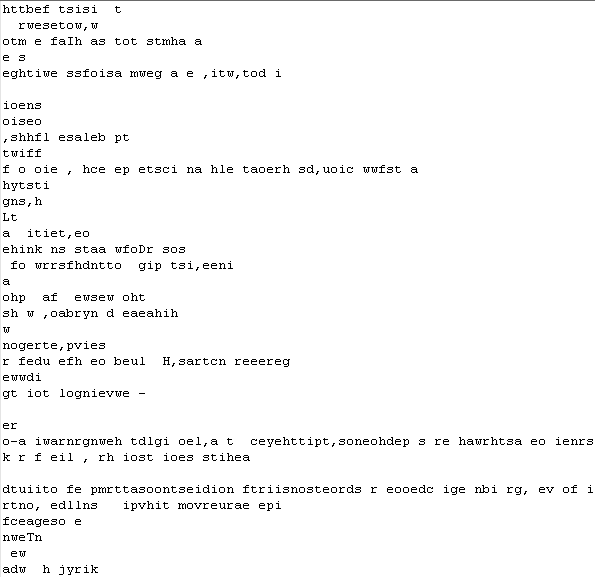 httbef tsisi  t
  rwesetow,w
otm e faIh as tot stmha a
e s
eghtiwe ssfoisa mweg a e ,itw,tod i

ioens
oiseo
,shhfl esaleb pt
twiff
f o ooie , hce ep etsci na hle taoerh sd,uoic wwfst a
hytsti
gns,h
Lt
a  itiet,eo
ehink ns staa wfoDr sos
 fo wrrsfhdntto  gip tsi,eeni
a
ohp  af  ewsew oht
sh w ,oabryn d eaeahih
w
nogerte,pvies
r fedu efh eo beul  H,sartcn reeereg
ewwdi
gt iot lognievwe -

er
o-a iwarnrgnweh tdlgi oel,a t  ceyehttipt,soneohdep s re hawrhtsa eo ienrs
k r f eil , rh iost ioes stihea

dtuiito fe pmrttasoontseidion ftriisnosteords r eooedc ige nbi rg, ev of i
rtno, edllns   ipvhit movreurae epi
fceageso e
nweTn
 ew
adw  h jyrik